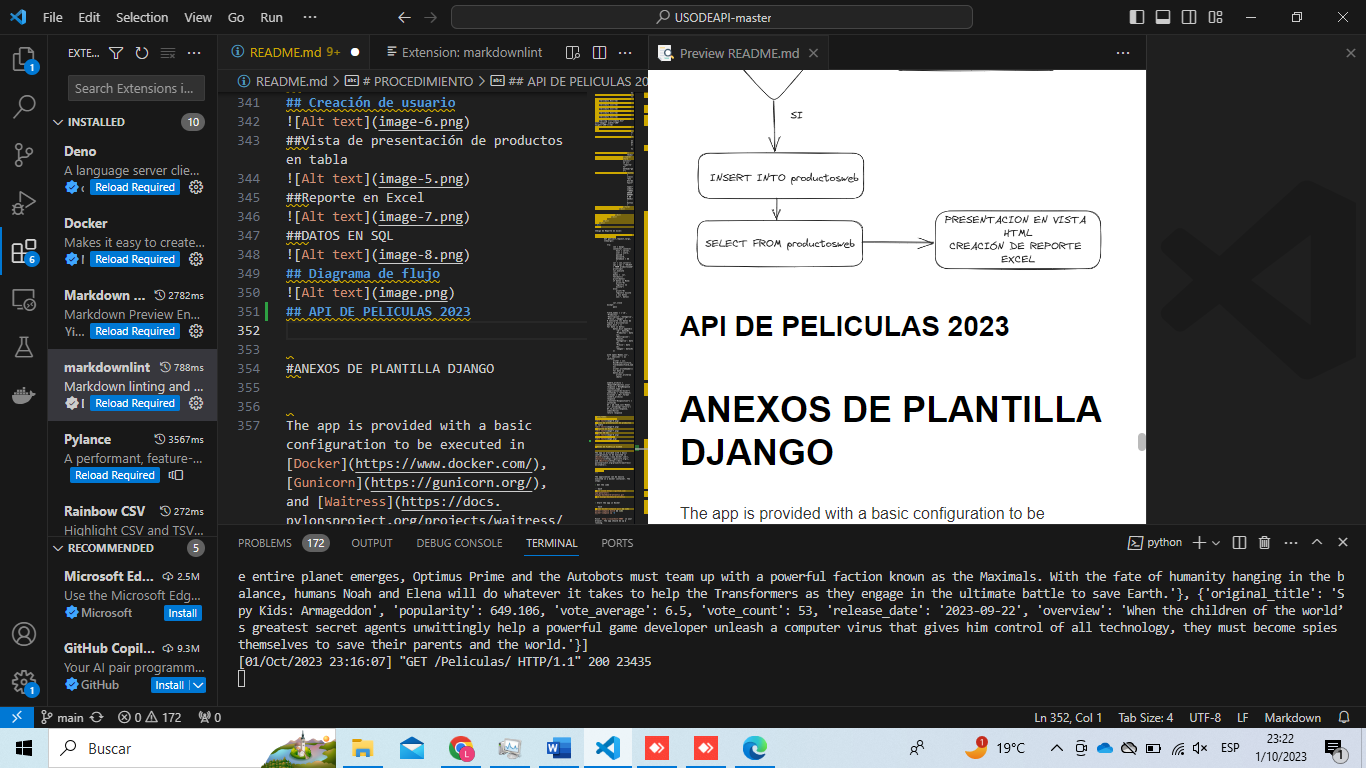 File Edit Selection View Go Run ···
USODEAPI-master
EXTE...
Search Extensions i...
INSTALLED 10
Deno
A language server clie...
Reload Required
Docker
Makes it easy to create...
Reload Required
Markdown ... 2782ms
Markdown Preview En...
Yi... Reload Required
markdownlint 788ms
Markdown linting and ...
Reload Required
Pylance 3567ms
A performant, feature-...
Reload Required
Rainbow CSV 272ms
Highlight CSV and TSV...
RECOMMENDED 5
Microsoft Ed... 2.5M
Use the Microsoft Edg...
Microsoft Install
GitHub Copil... 9.3M
Your AI pair programm...
GitHub Install
README.md 9+
Extension: markdownlint
README.md > # PROCEDIMIENTO > ## API DE PELICULAS 20
341 ## Creación de usuario
342 ![Alt text](image-6.png)
343 ##Vista de presentación de productos
en tabla
344 ![Alt text](image-5.png)
345 ##Reporte en Excel
346 ![Alt text](image-7.png)
347 ##DATOS EN SQL
348 ![Alt text](image-8.png)
349 ## Diagrama de flujo
350 ![Alt text](image.png)
351 ## API DE PELICULAS 2023
352
353
354 #ANEXOS DE PLANTILLA DJANGO
355
356
357 The app is provided with a basic
configuration to be executed in
[Docker](https://www.docker.com/),
[Gunicorn](https://gunicorn.org/),
and [Waitress](https://docs.
pylonsproject.org/projects/waitress/
Preview README.md
SI
INSERT INTO productosweb
SELECT FROM productosweb
PRESENTACION EN VISTA
HTML
CREACIÓN DE REPORTE
EXCEL
API DE PELICULAS 2023
ANEXOS DE PLANTILLA
DJANGO
The app is provided with a basic configuration to be
PROBLEMS 172 OUTPUT DEBUG CONSOLE TERMINAL PORTS
python
e entire planet emerges, Optimus Prime and the Autobots must team up with a powerful faction known as the Maximals. With the fate of humanity hanging in the b
alance, humans Noah and Elena will do whatever it takes to help the Transformers as they engage in the ultimate battle to save Earth.'}, {'original_title': 'S
py Kids: Armageddon', 'popularity': 649.106, 'vote_average': 6.5, 'vote_count': 53, 'release_date': '2023-09-22', 'overview': 'When the children of the world’
s greatest secret agents unwittingly help a powerful game developer unleash a computer virus that gives him control of all technology, they must become spies
themselves to save their parents and the world.'}]
[01/Oct/2023 23:16:07] "GET /Peliculas/ HTTP/1.1" 200 23435
main 0 172 0
Ln 352, Col 1 Tab Size: 4 UTF-8 LF Markdown
Buscar
19°C
ESP
23:22
1/10/2023